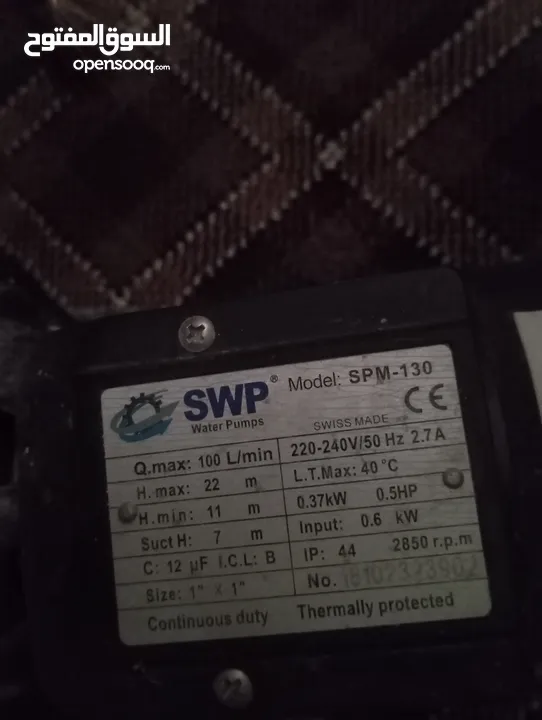 السوق المفتوح
opensooq.com
SWP® Model: SPM-130
Water Pumps SWISS MADE CE
Q.max: 100 L/min 220-240V/50 Hz 2.7A
H.max: 22 m L.T.Max: 40 °C
H.min: 11 m 0.37kW 0.5HP
Suct H: 7 m Input: 0.6 kW
C: 12 µF I.C.L: B IP: 44 2850 r.p.m
Size: 1" x 1" No.
Continuous duty Thermally protected